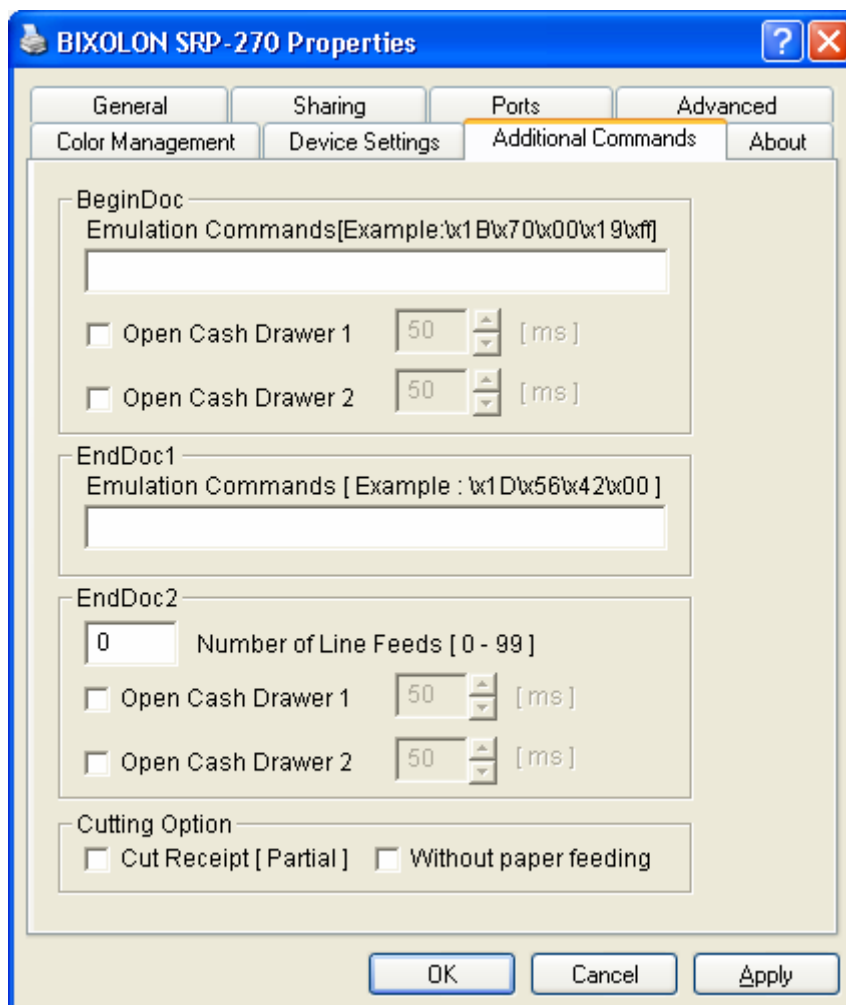 BIXOLON SRP-270 Properties
General Sharing Ports Advanced
Color Management Device Settings Additional Commands About
BeginDoc
Emulation Commands[Example:\x1B\x70\x00\x19\xff]
Open Cash Drawer 1 50 [ ms ]
Open Cash Drawer 2 50 [ ms ]
EndDoc1
Emulation Commands [ Example : \x1D\x56\x42\x00 ]
EndDoc2
0 Number of Line Feeds [ 0 - 99 ]
Open Cash Drawer 1 50 [ ms ]
Open Cash Drawer 2 50 [ ms ]
Cutting Option
Cut Receipt [ Partial ] Without paper feeding
OK Cancel Apply